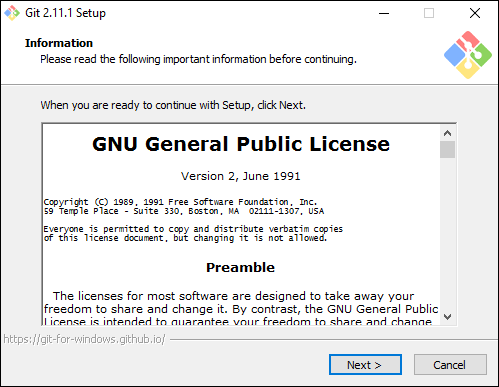 Git 2.11.1 Setup
Information
Please read the following important information before continuing.
When you are ready to continue with Setup, click Next.
GNU General Public License
Version 2, June 1991
Copyright (C) 1989, 1991 Free Software Foundation, Inc.
59 Temple Place - Suite 330, Boston, MA  02111-1307, USA
Everyone is permitted to copy and distribute verbatim copies
of this license document, but changing it is not allowed.
Preamble
The licenses for most software are designed to take away your
freedom to share and change it. By contrast, the GNU General Public
License is intended to guarantee your freedom to share and change
https://git-for-windows.github.io/
Next >
Cancel